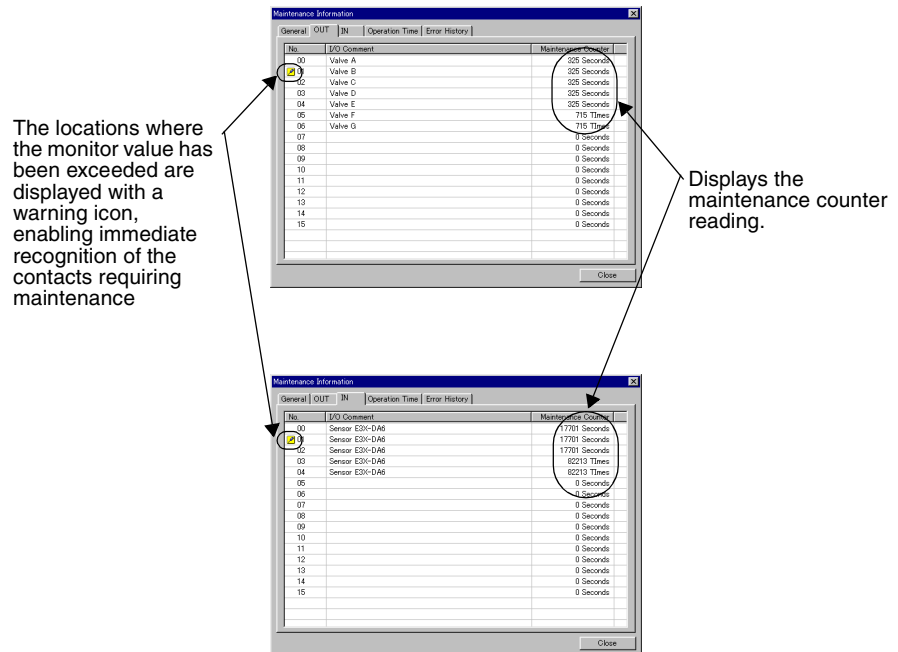 Maintenance Information
General OUT IN Operation Time Error History
No. I/O Comment Maintenance Counter
00 Valve A 325 Seconds
01 Valve B 325 Seconds
02 Valve C 325 Seconds
03 Valve D 325 Seconds
04 Valve E 325 Seconds
05 Valve F 715 TImes
06 Valve G 715 TImes
07 0 Seconds
08 0 Seconds
09 0 Seconds
10 0 Seconds
11 0 Seconds
12 0 Seconds
13 0 Seconds
14 0 Seconds
15 0 Seconds
Close
The locations where
the monitor value has
been exceeded are
displayed with a
warning icon,
enabling immediate
recognition of the
contacts requiring
maintenance
Displays the
maintenance counter
reading.
Maintenance Information
General OUT IN Operation Time Error History
No. I/O Comment Maintenance Counter
00 Sensor E3X-DA6 17701 Seconds
01 Sensor E3X-DA6 17701 Seconds
02 Sensor E3X-DA6 17701 Seconds
03 Sensor E3X-DA6 82213 TImes
04 Sensor E3X-DA6 82213 TImes
05 0 Seconds
06 0 Seconds
07 0 Seconds
08 0 Seconds
09 0 Seconds
10 0 Seconds
11 0 Seconds
12 0 Seconds
13 0 Seconds
14 0 Seconds
15 0 Seconds
Close